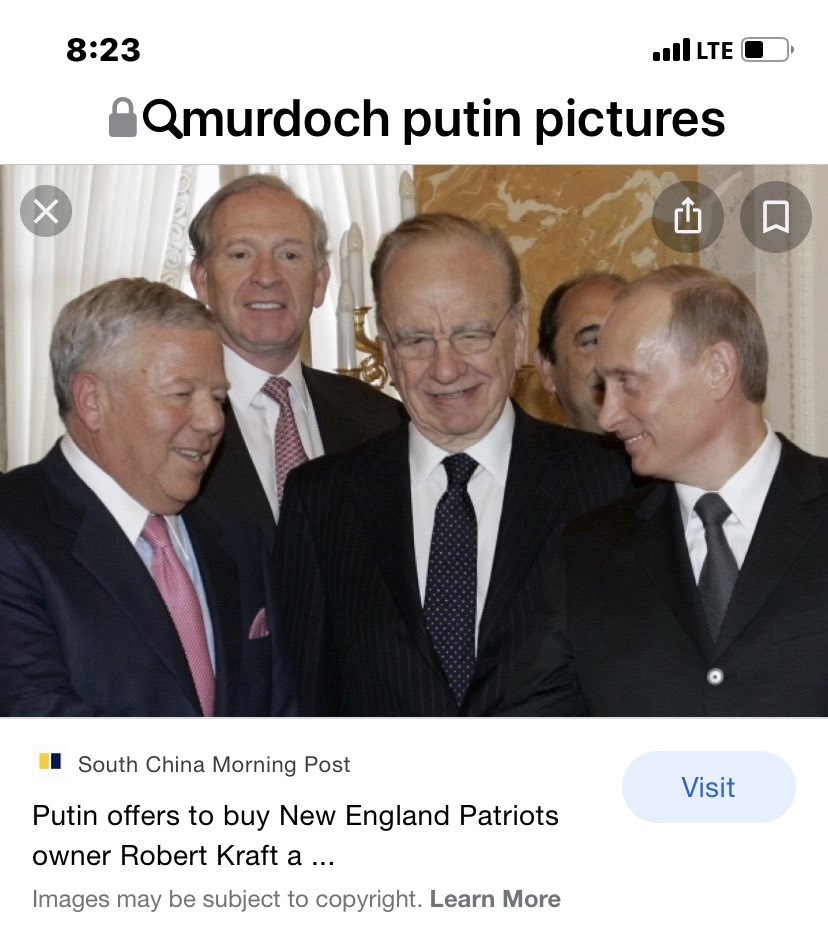 8:23 LTE
murdoch putin pictures
South China Morning Post
Visit
Putin offers to buy New England Patriots
owner Robert Kraft a ...
Images may be subject to copyright. Learn More